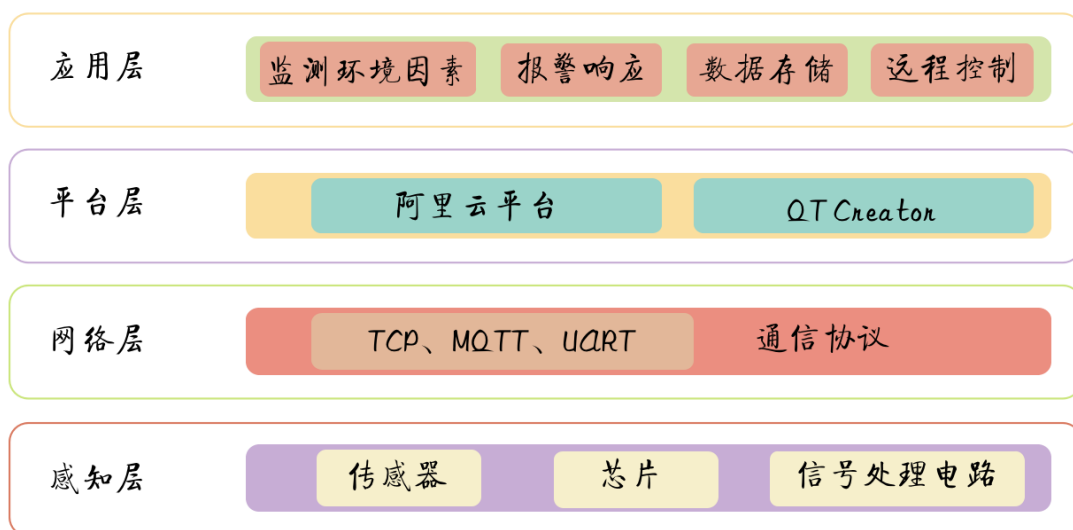 应用层 监测环境因素 报警响应 数据存储 远程控制
平台层 阿里云平台 QT Creator
网络层 TCP、MQTT、UART 通信协议
感知层 传感器 芯片 信号处理电路